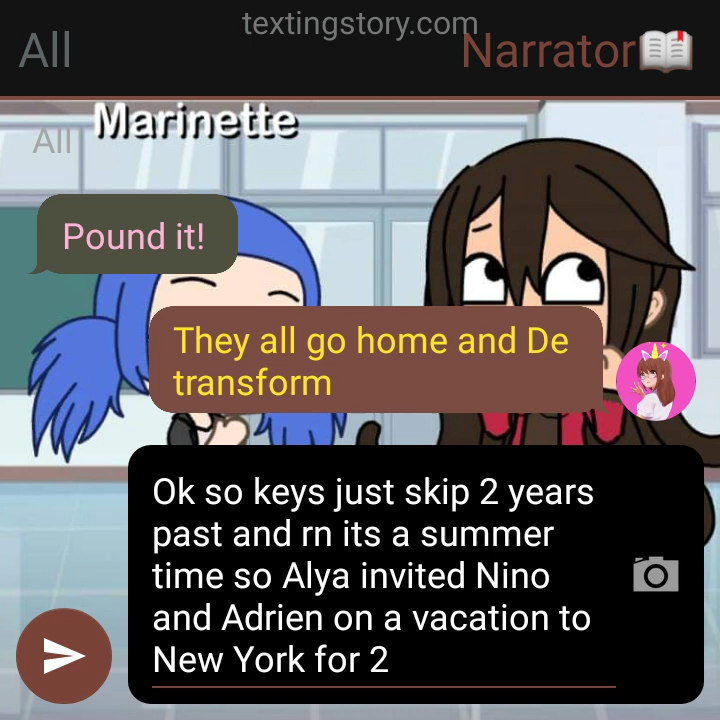 textingstory.com
All
Narrator
Marinette
All
Pound it!
They all go home and De
transform
Ok so keys just skip 2 years
past and rn its a summer
time so Alya invited Nino
and Adrien on a vacation to
New York for 2